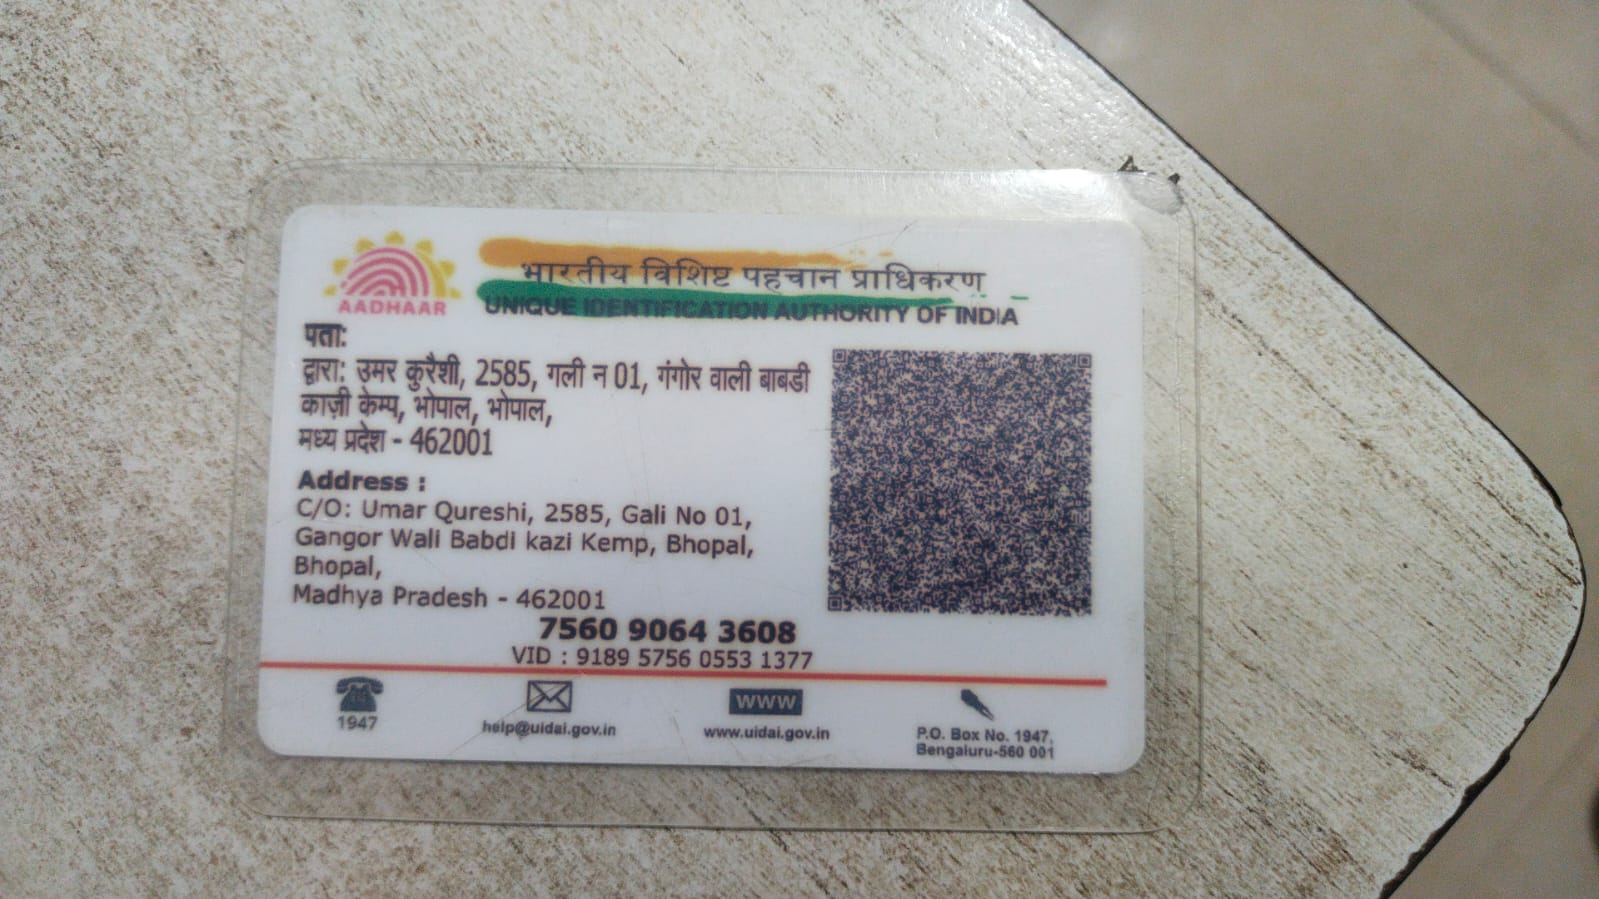 AADHAAR
भारतीय विशिष्ट पहचान प्राधिकरण
UNIQUE IDENTIFICATION AUTHORITY OF INDIA
पता:
द्वारा: उमर कुरैशी, 2585, गली न 01, गंगोर वाली बाबडी
काज़ी केम्प, भोपाल, भोपाल,
मध्य प्रदेश - 462001
Address :
C/O: Umar Qureshi, 2585, Gali No 01,
Gangor Wali Babdi kazi Kemp, Bhopal,
Bhopal,
Madhya Pradesh - 462001
7560 9064 3608
VID : 9189 5756 0553 1377
1947
help@uidai.gov.in
www
www.uidai.gov.in
P.O. Box No. 1947,
Bengaluru-560 001